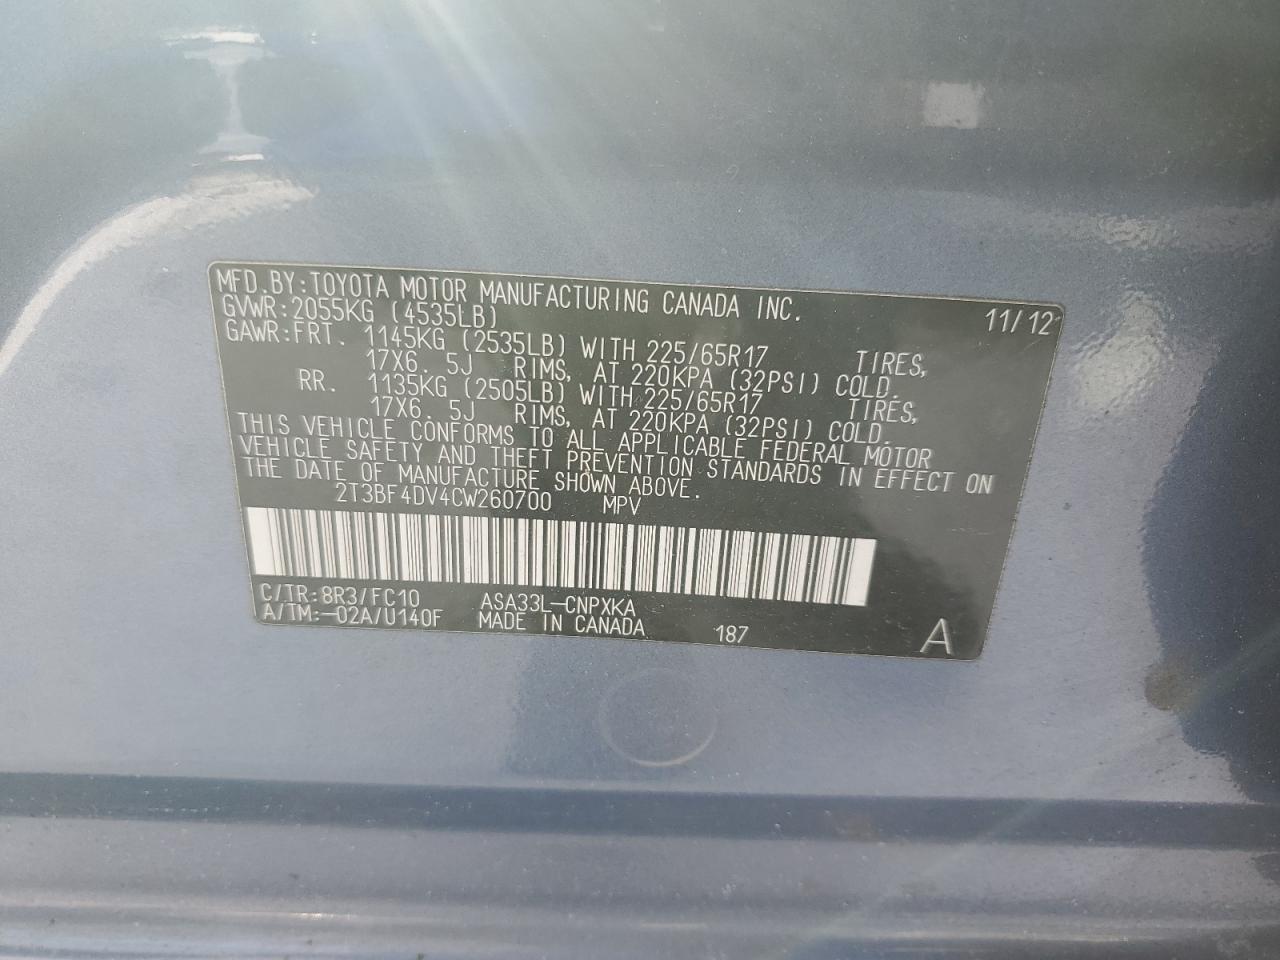 MFD.BY:TOYOTA MOTOR MANUFACTURING CANADA INC.
GVWR:2055KG (4535LB) 11/12
GAWR:FRT. 1145KG (2535LB) WITH 225/65R17 TIRES,
17X6.5J RIMS, AT 220KPA (32PSI) COLD.
RR. 1135KG (2505LB) WITH 225/65R17 TIRES,
17X6.5J RIMS, AT 220KPA (32PSI) COLD.
THIS VEHICLE CONFORMS TO ALL APPLICABLE FEDERAL MOTOR
VEHICLE SAFETY AND THEFT PREVENTION STANDARDS IN EFFECT ON
THE DATE OF MANUFACTURE SHOWN ABOVE.
2T3BF4DV4CW260700 MPV
C/TR:8R3/FC10 ASA33L-CNPXKA
A/TM:-02A/U140F MADE IN CANADA 187 A